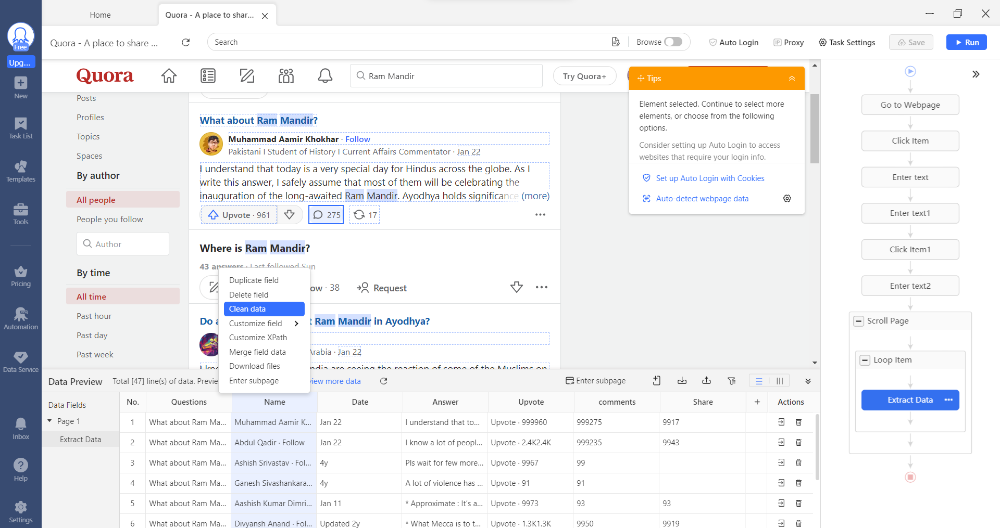 Home
Quora - A place to shar...
Free
Upg...
New
Task List
Templates
Tools
Pricing
Automation
Data Service
Inbox
Help
Settings
Quora - A place to share ...
Search
Browse
Auto Login
Proxy
Task Settings
Save
Run
Quora
Ram Mandir
Try Quora+
Posts
Profiles
Topics
Spaces
By author
All people
People you follow
Author
By time
All time
Past hour
Past day
Past week
What about Ram Mandir?
Muhammad Aamir Khokhar · Follow
Pakistani I Student of History I Current Affairs Commentator · Jan 22
I understand that today is a very special day for Hindus across the globe. As I
write this answer, I safely assume that most of them will be celebrating the
inauguration of the long-awaited Ram Mandir. Ayodhya holds significance (more)
Upvote · 961
275
17
Where is Ram Mandir?
43 answers · Last followed Sun
ow · 38
Request
Do a
t Ram Mandir in Ayodhya?
Arabia · Jan 22
ndia are seeing the reaction of some of the Muslims on
Duplicate field
Delete field
Clean data
Customize field
Customize XPath
Merge field data
Download files
Enter subpage
Tips
Element selected. Continue to select more
elements, or choose from the following
options.
Consider setting up Auto Login to access
websites that require your login info.
Set up Auto Login with Cookies
Auto-detect webpage data
Go to Webpage
Click Item
Enter text
Enter text1
Click Item1
Enter text2
Scroll Page
Loop Item
Extract Data
Data Preview
Total [47] line(s) of data. Previe
view more data
Enter subpage
Data Fields
Page 1
Extract Data
No. Questions Name Date Answer Upvote comments Share + Actions
1 What about Ram Ma... Muhammad Aamir K... Jan 22 I understand that to... Upvote · 999960 999275 9917
2 What about Ram Ma... Abdul Qadir · Follow Jan 22 I know a lot of peopl... Upvote · 2.4K2.4K 999235 9943
3 What about Ram Ma... Ashish Srivastav · Fol... 4y Pls wait for few more... Upvote · 9967 99
4 What about Ram Ma... Ganesh Sivashankara... 4y A lot of violence has ... Upvote · 91 91
5 What about Ram Ma... Aashish Kumar Dimri... Jan 11 * Approximate : It's a... Upvote · 9973 93 93
6 What about Ram Ma... Divyansh Anand · Fol... Updated 2y * What Mecca is to t... Upvote · 1.3K1.3K 9950 9919